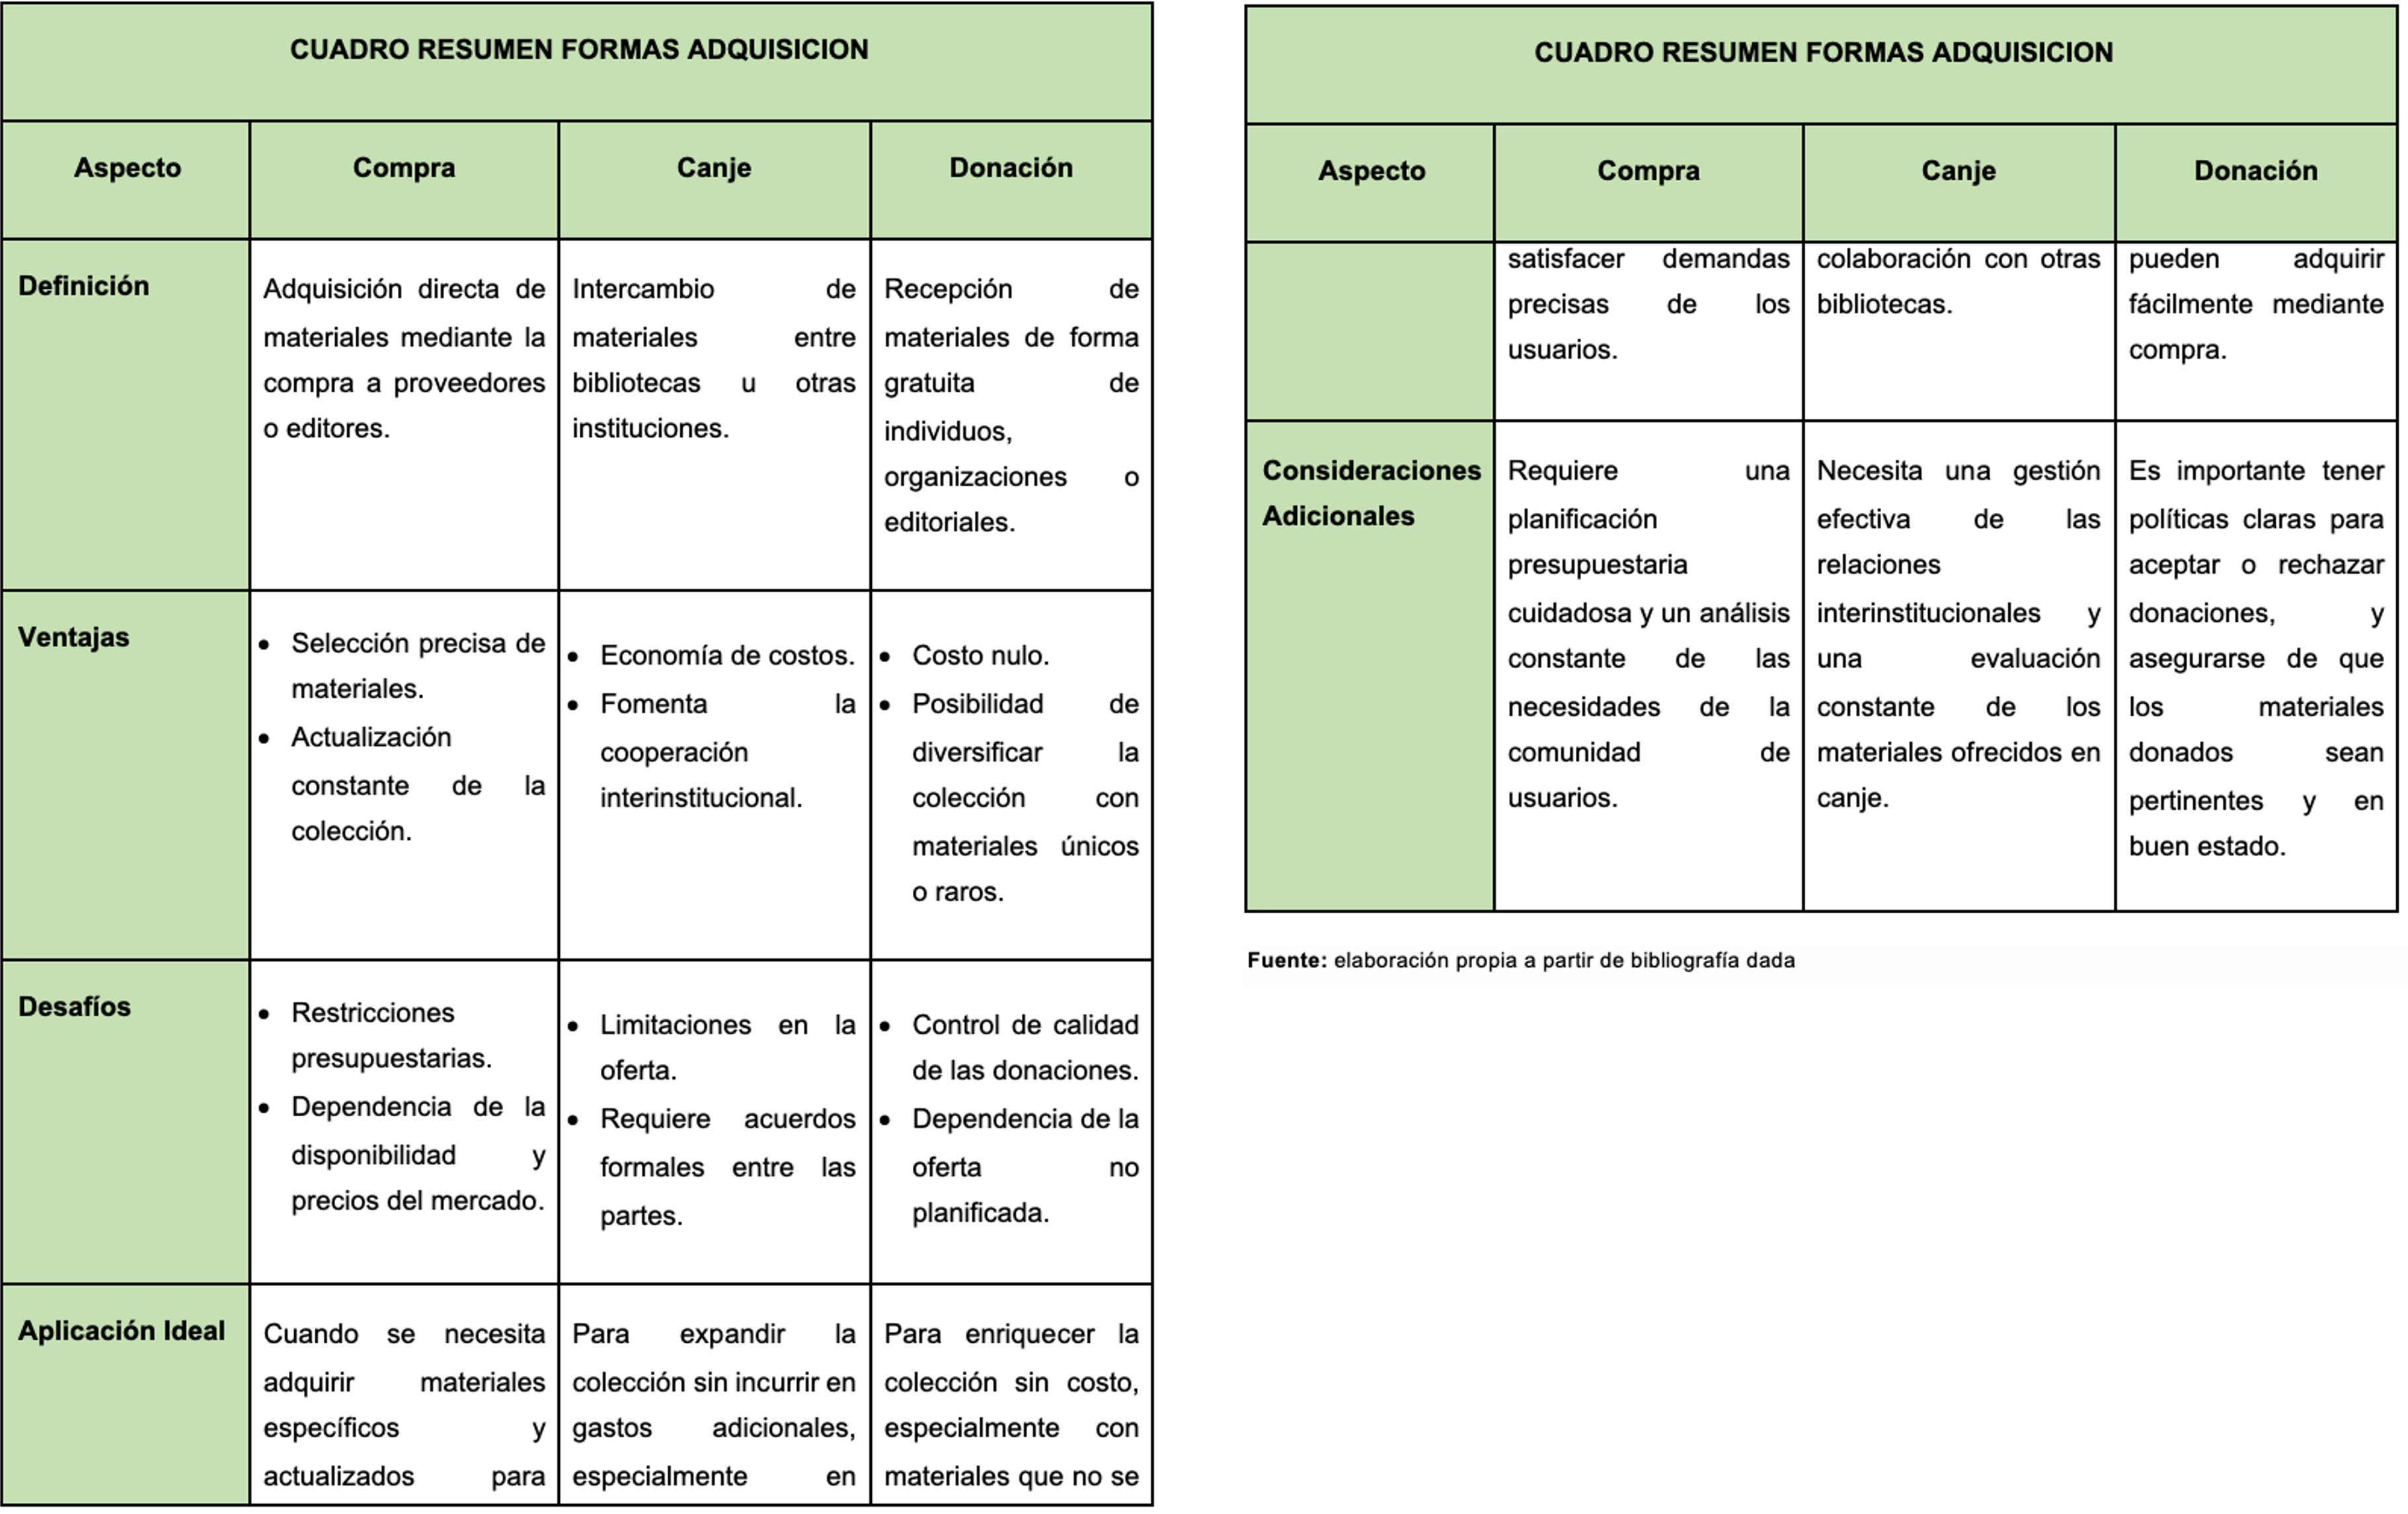 CUADRO RESUMEN FORMAS ADQUISICION
Aspecto
Compra
Canje
Donación
Definición
Adquisición directa de
materiales mediante la
compra a proveedores
o editores.
Intercambio de
materiales entre
bibliotecas u otras
instituciones.
Recepción de
materiales de forma
gratuita de
individuos,
organizaciones o
editoriales.
Ventajas
• Selección precisa de
materiales.
• Actualización
constante de la
colección.
• Economía de costos.
• Fomenta la
cooperación
interinstitucional.
• Costo nulo.
• Posibilidad de
diversificar la
colección con
materiales únicos
o raros.
Desafíos
• Restricciones
presupuestarias.
• Dependencia de la
disponibilidad y
precios del mercado.
• Limitaciones en la
oferta.
• Requiere acuerdos
formales entre las
partes.
• Control de calidad
de las donaciones.
• Dependencia de la
oferta no
planificada.
Aplicación Ideal
Cuando se necesita
adquirir materiales
específicos y
actualizados para
Para expandir la
colección sin incurrir en
gastos adicionales,
especialmente en
Para enriquecer la
colección sin costo,
especialmente con
materiales que no se
CUADRO RESUMEN FORMAS ADQUISICION
Aspecto
Compra
Canje
Donación
satisfacer demandas
precisas de los
usuarios.
colaboración con otras
bibliotecas.
pueden adquirir
fácilmente mediante
compra.
Consideraciones
Adicionales
Requiere una
planificación
presupuestaria
cuidadosa y un análisis
constante de las
necesidades de la
comunidad de
usuarios.
Necesita una gestión
efectiva de las
relaciones
interinstitucionales y
una evaluación
constante de los
materiales ofrecidos en
canje.
Es importante tener
políticas claras para
aceptar o rechazar
donaciones, y
asegurarse de que
los materiales
donados sean
pertinentes y en
buen estado.
Fuente: elaboración propia a partir de bibliografía dada